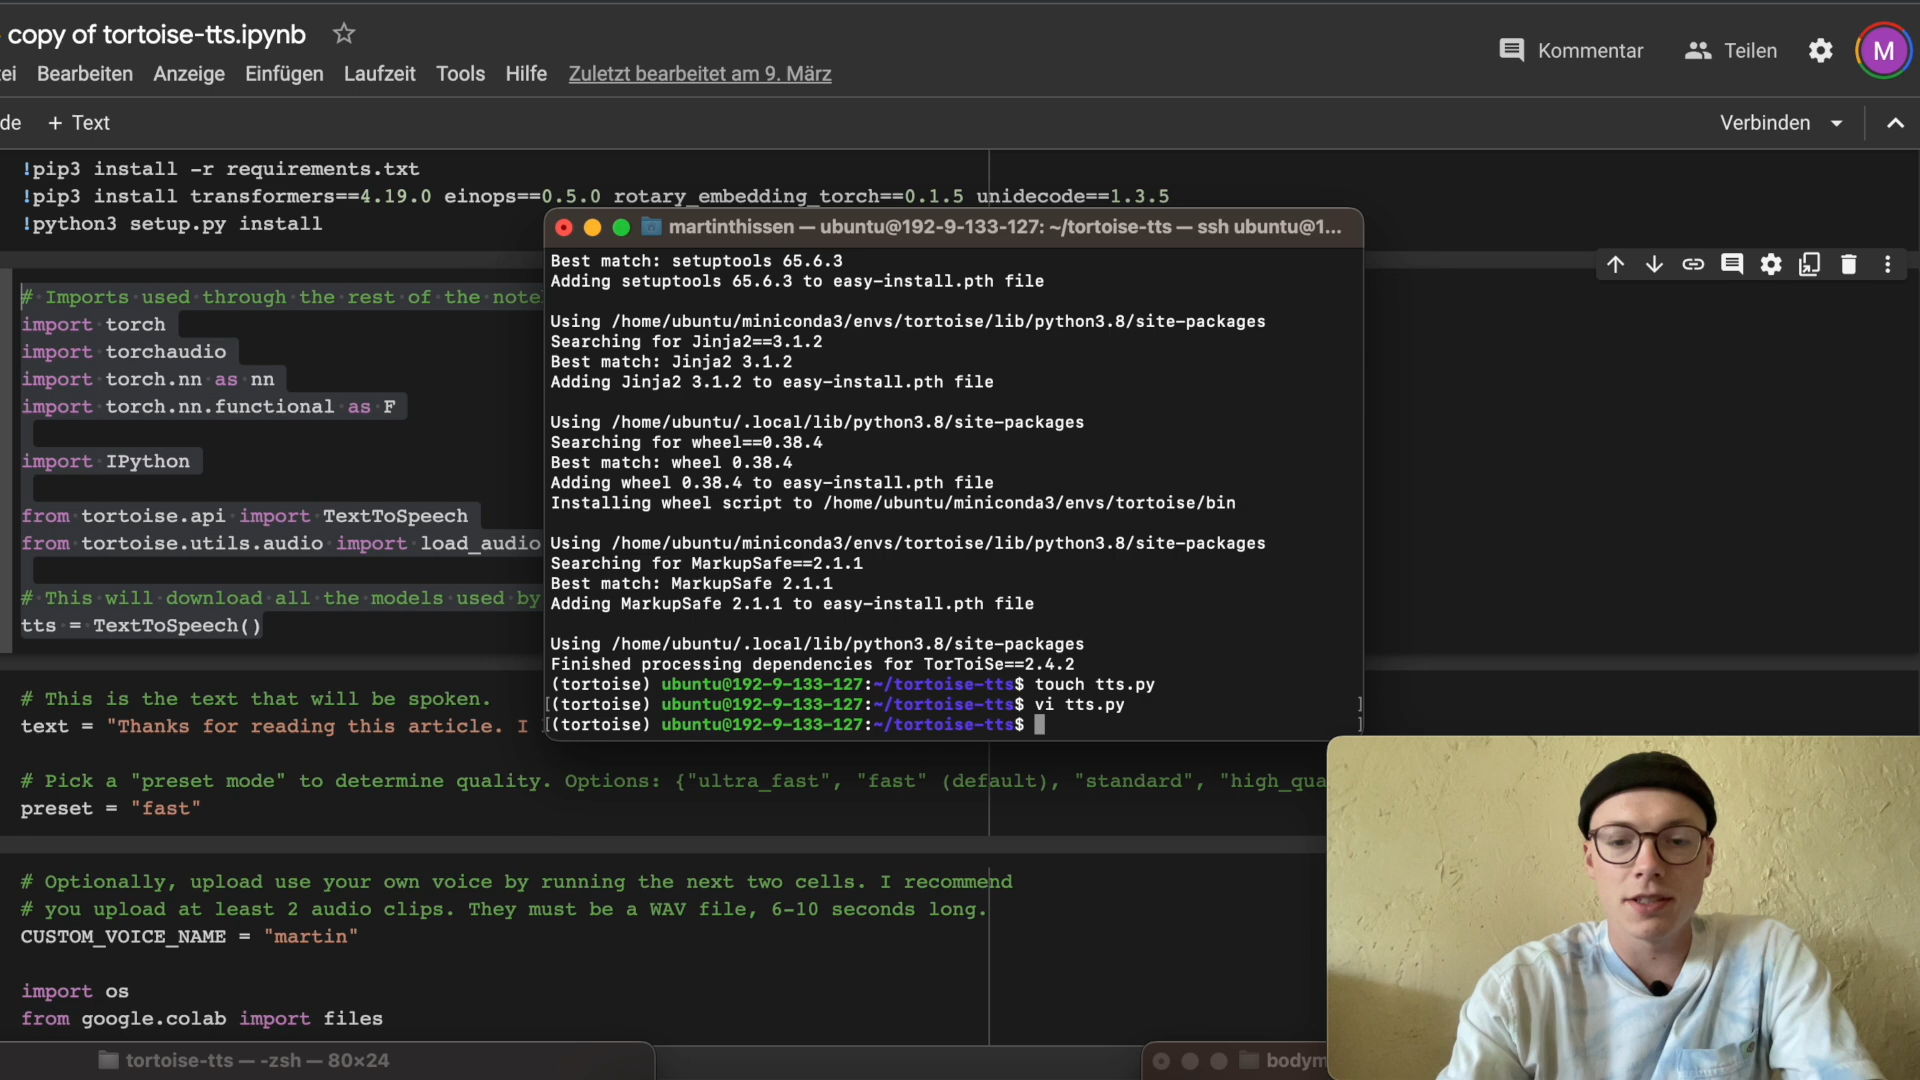 copy of tortoise-tts.ipynb
ei Bearbeiten Anzeige Einfügen Laufzeit Tools Hilfe Zuletzt bearbeitet am 9. März
Kommentar Teilen M
de + Text
Verbinden
!pip3 install -r requirements.txt
!pip3 install transformers==4.19.0 einops==0.5.0 rotary_embedding_torch==0.1.5 unidecode==1.3.5
!python3 setup.py install
# Imports used through the rest of the note
import torch
import torchaudio
import torch.nn as nn
import torch.nn.functional as F
import IPython
from tortoise.api import TextToSpeech
from tortoise.utils.audio import load_audio
# This will download all the models used by
tts = TextToSpeech()
# This is the text that will be spoken.
text = "Thanks for reading this article. I
# Pick a "preset mode" to determine quality. Options: {"ultra_fast", "fast" (default), "standard", "high_qua
preset = "fast"
# Optionally, upload use your own voice by running the next two cells. I recommend
# you upload at least 2 audio clips. They must be a WAV file, 6-10 seconds long.
CUSTOM_VOICE_NAME = "martin"
import os
from google.colab import files
martinthissen — ubuntu@192-9-133-127: ~/tortoise-tts — ssh ubuntu@1...
Best match: setuptools 65.6.3
Adding setuptools 65.6.3 to easy-install.pth file
Using /home/ubuntu/miniconda3/envs/tortoise/lib/python3.8/site-packages
Searching for Jinja2==3.1.2
Best match: Jinja2 3.1.2
Adding Jinja2 3.1.2 to easy-install.pth file
Using /home/ubuntu/.local/lib/python3.8/site-packages
Searching for wheel==0.38.4
Best match: wheel 0.38.4
Adding wheel 0.38.4 to easy-install.pth file
Installing wheel script to /home/ubuntu/miniconda3/envs/tortoise/bin
Using /home/ubuntu/miniconda3/envs/tortoise/lib/python3.8/site-packages
Searching for MarkupSafe==2.1.1
Best match: MarkupSafe 2.1.1
Adding MarkupSafe 2.1.1 to easy-install.pth file
Using /home/ubuntu/.local/lib/python3.8/site-packages
Finished processing dependencies for TorToiSe==2.4.2
(tortoise) ubuntu@192-9-133-127:~/tortoise-tts$ touch tts.py
[(tortoise) ubuntu@192-9-133-127:~/tortoise-tts$ vi tts.py ]
[(tortoise) ubuntu@192-9-133-127:~/tortoise-tts$ ]
tortoise-tts — -zsh — 80×24
bodym